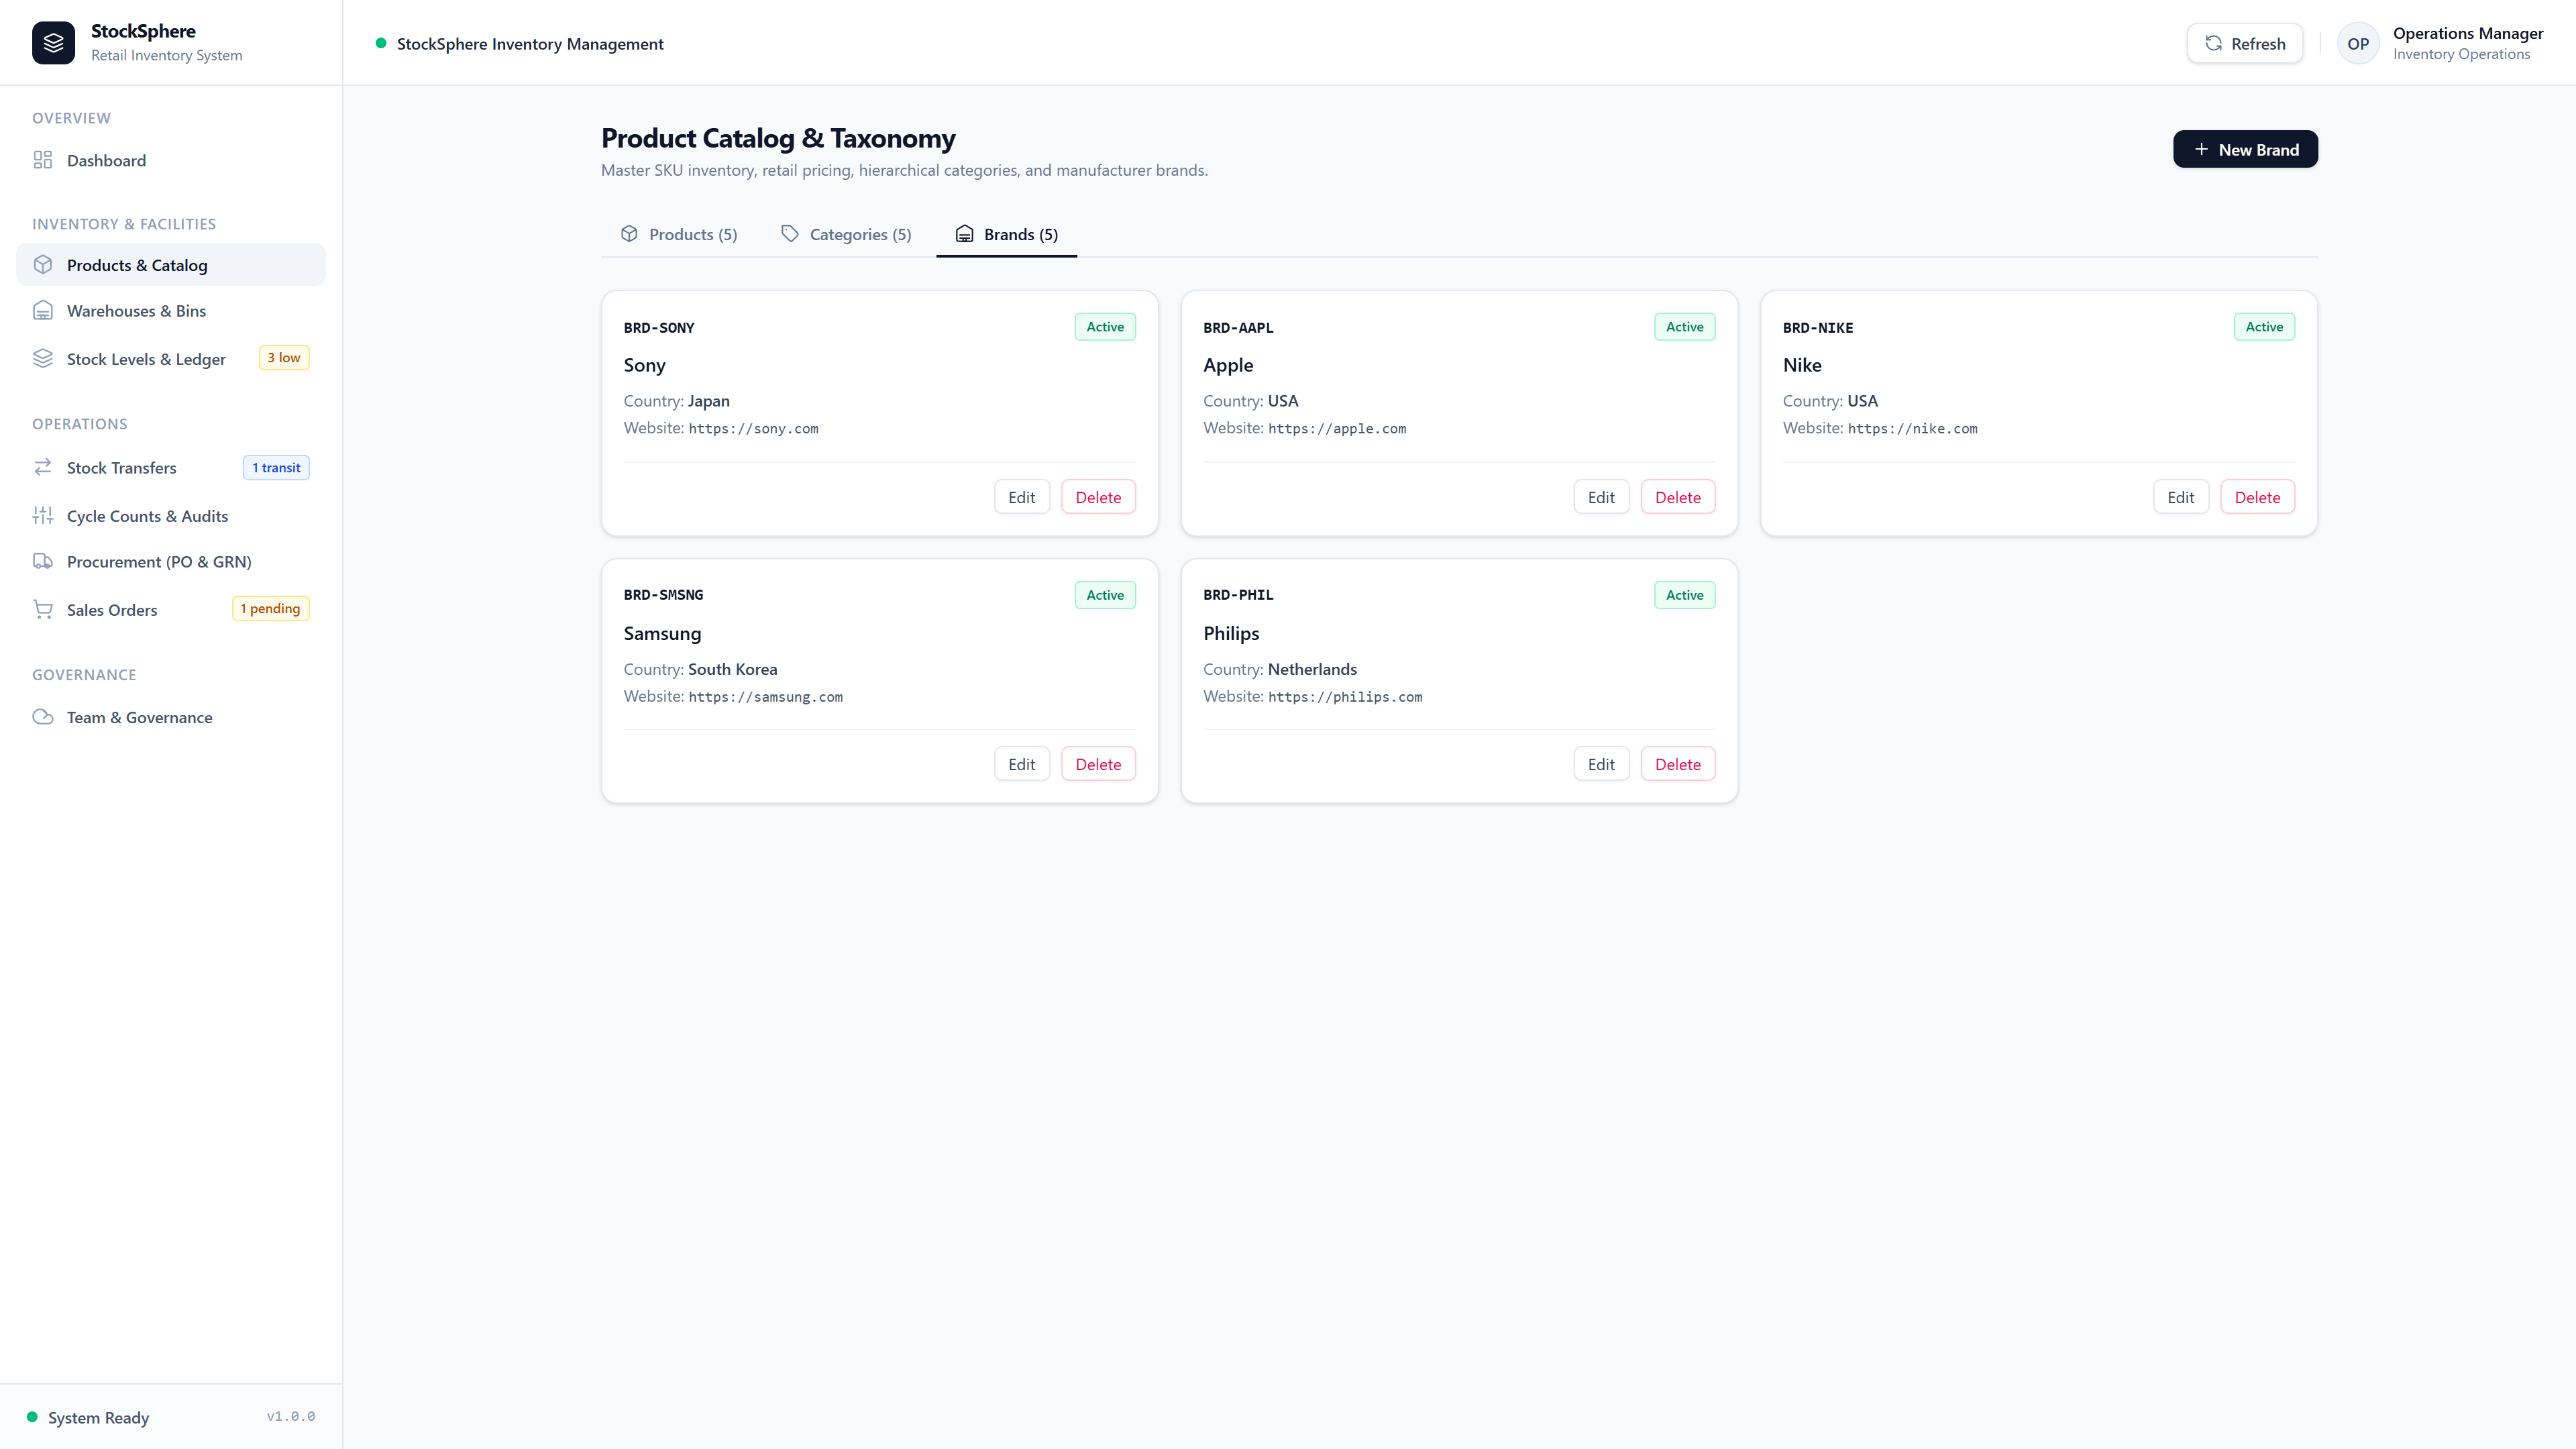 StockSphere
Retail Inventory System
StockSphere Inventory Management
Refresh
OP
Operations Manager
Inventory Operations
OVERVIEW
Dashboard
INVENTORY & FACILITIES
Products & Catalog
Warehouses & Bins
Stock Levels & Ledger
3 low
OPERATIONS
Stock Transfers
1 transit
Cycle Counts & Audits
Procurement (PO & GRN)
Sales Orders
1 pending
GOVERNANCE
Team & Governance
System Ready
v1.0.0
Product Catalog & Taxonomy
Master SKU inventory, retail pricing, hierarchical categories, and manufacturer brands.
New Brand
Products (5)
Categories (5)
Brands (5)
BRD-SONY
Active
Sony
Country: Japan
Website: https://sony.com
Edit
Delete
BRD-AAPL
Active
Apple
Country: USA
Website: https://apple.com
Edit
Delete
BRD-NIKE
Active
Nike
Country: USA
Website: https://nike.com
Edit
Delete
BRD-SMSNG
Active
Samsung
Country: South Korea
Website: https://samsung.com
Edit
Delete
BRD-PHIL
Active
Philips
Country: Netherlands
Website: https://philips.com
Edit
Delete